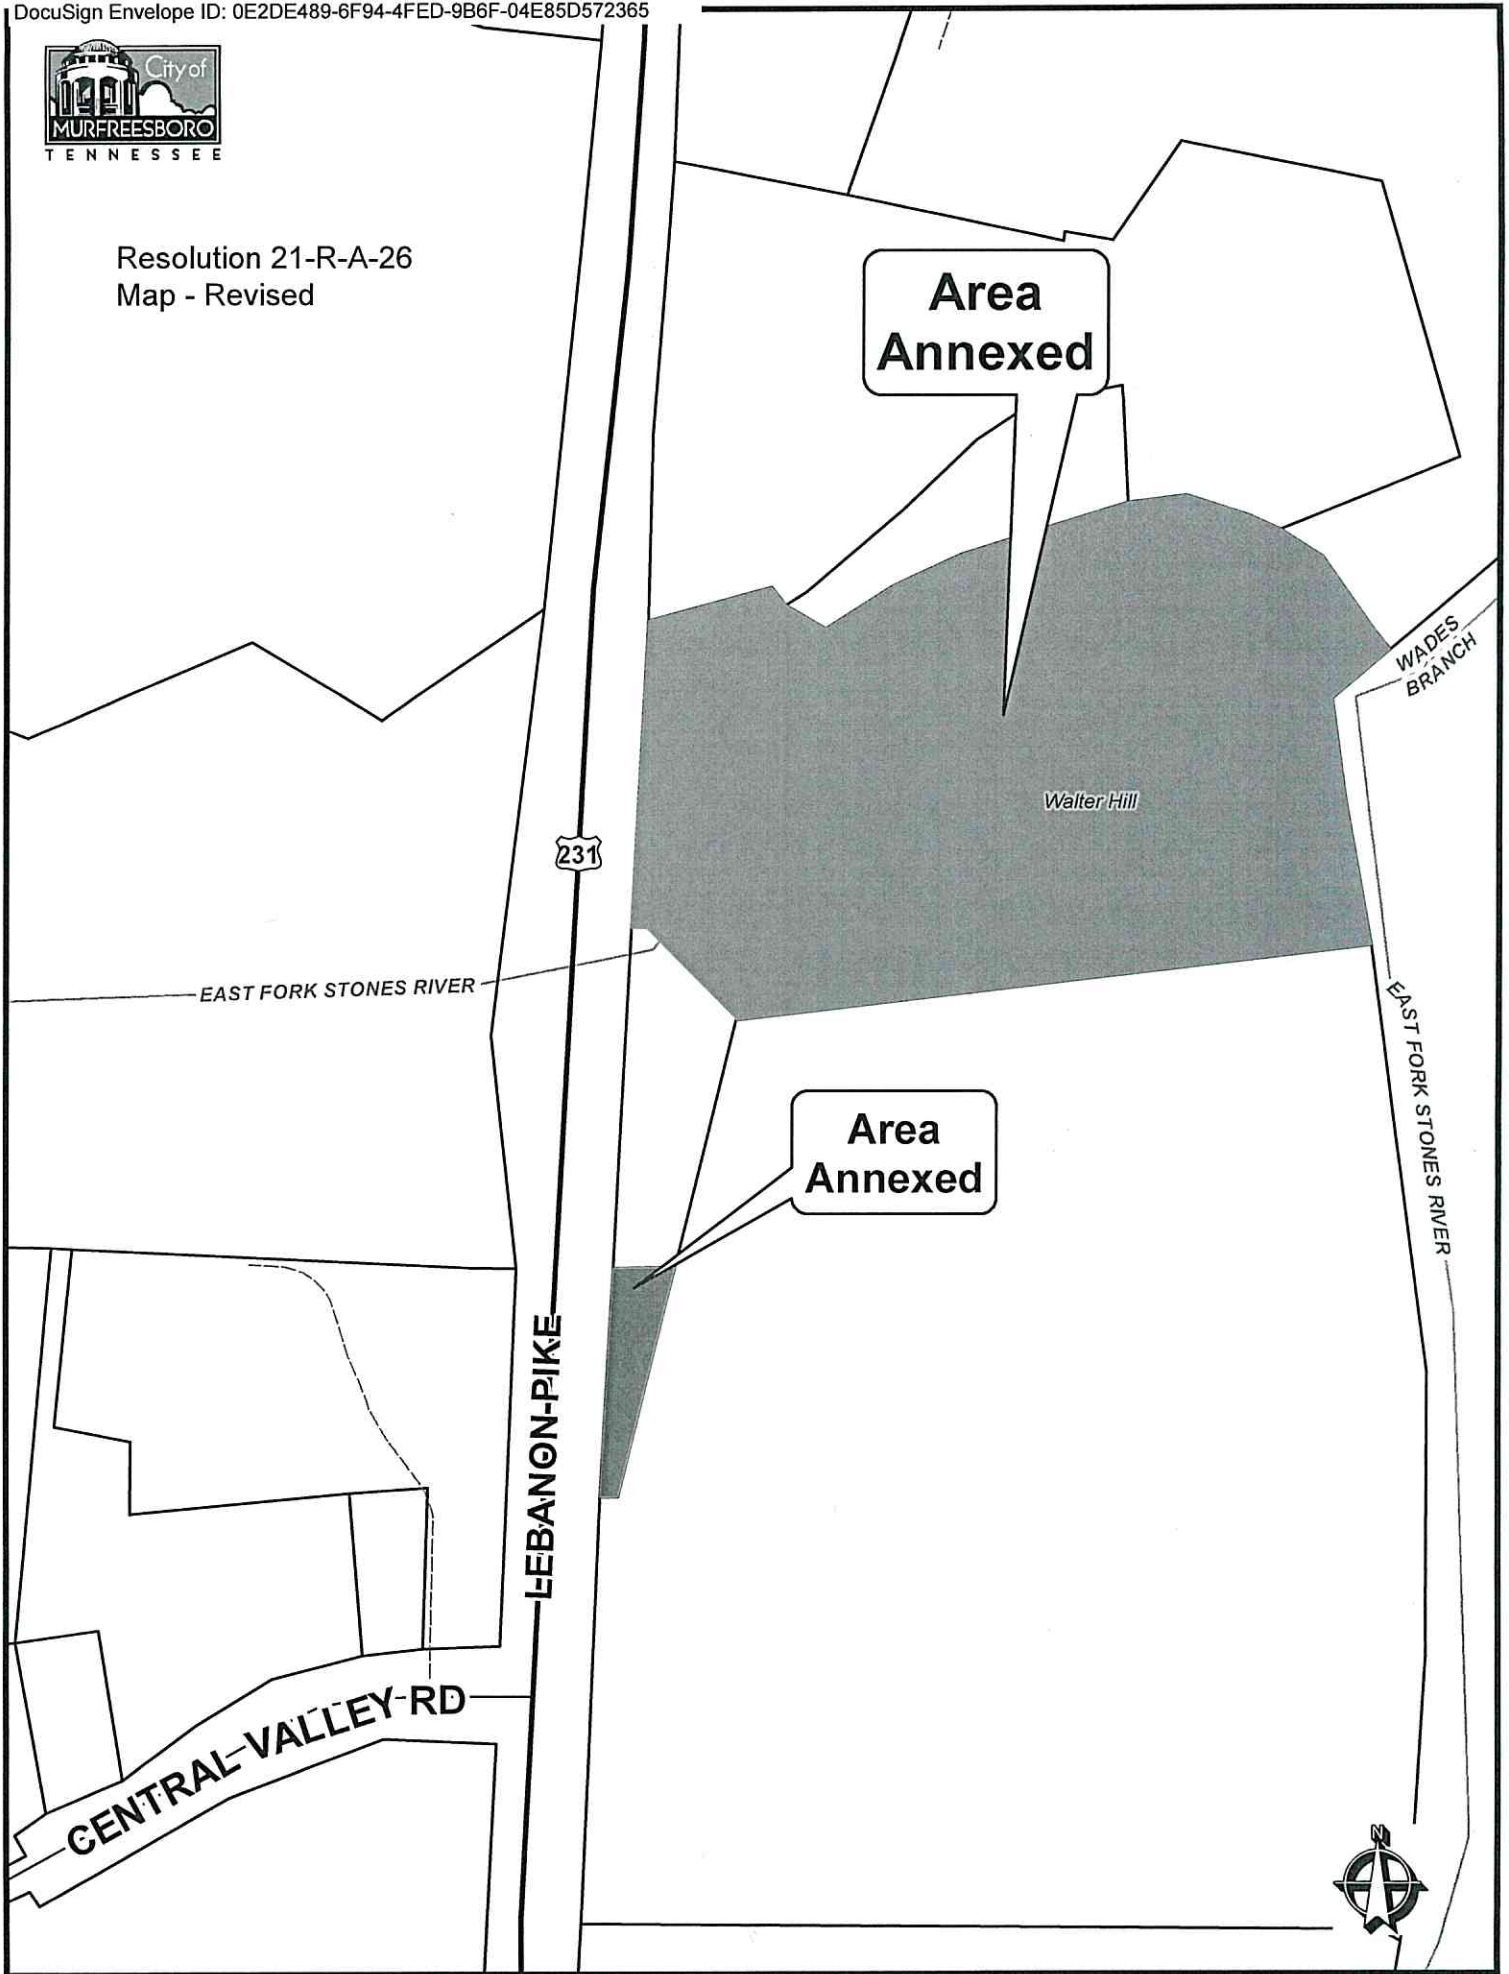 DocuSign Envelope ID: 0E2DE489-6F94-4FED-9B6F-04E85D572365
City of
MURFREESBORO
TENNESSEE
Resolution 21-R-A-26
Map - Revised
Area
Annexed
WADES
BRANCH
Walter Hill
231
EAST FORK STONES RIVER
EAST FORK STONES RIVER
Area
Annexed
LEBANON PIKE
CENTRAL VALLEY RD
N